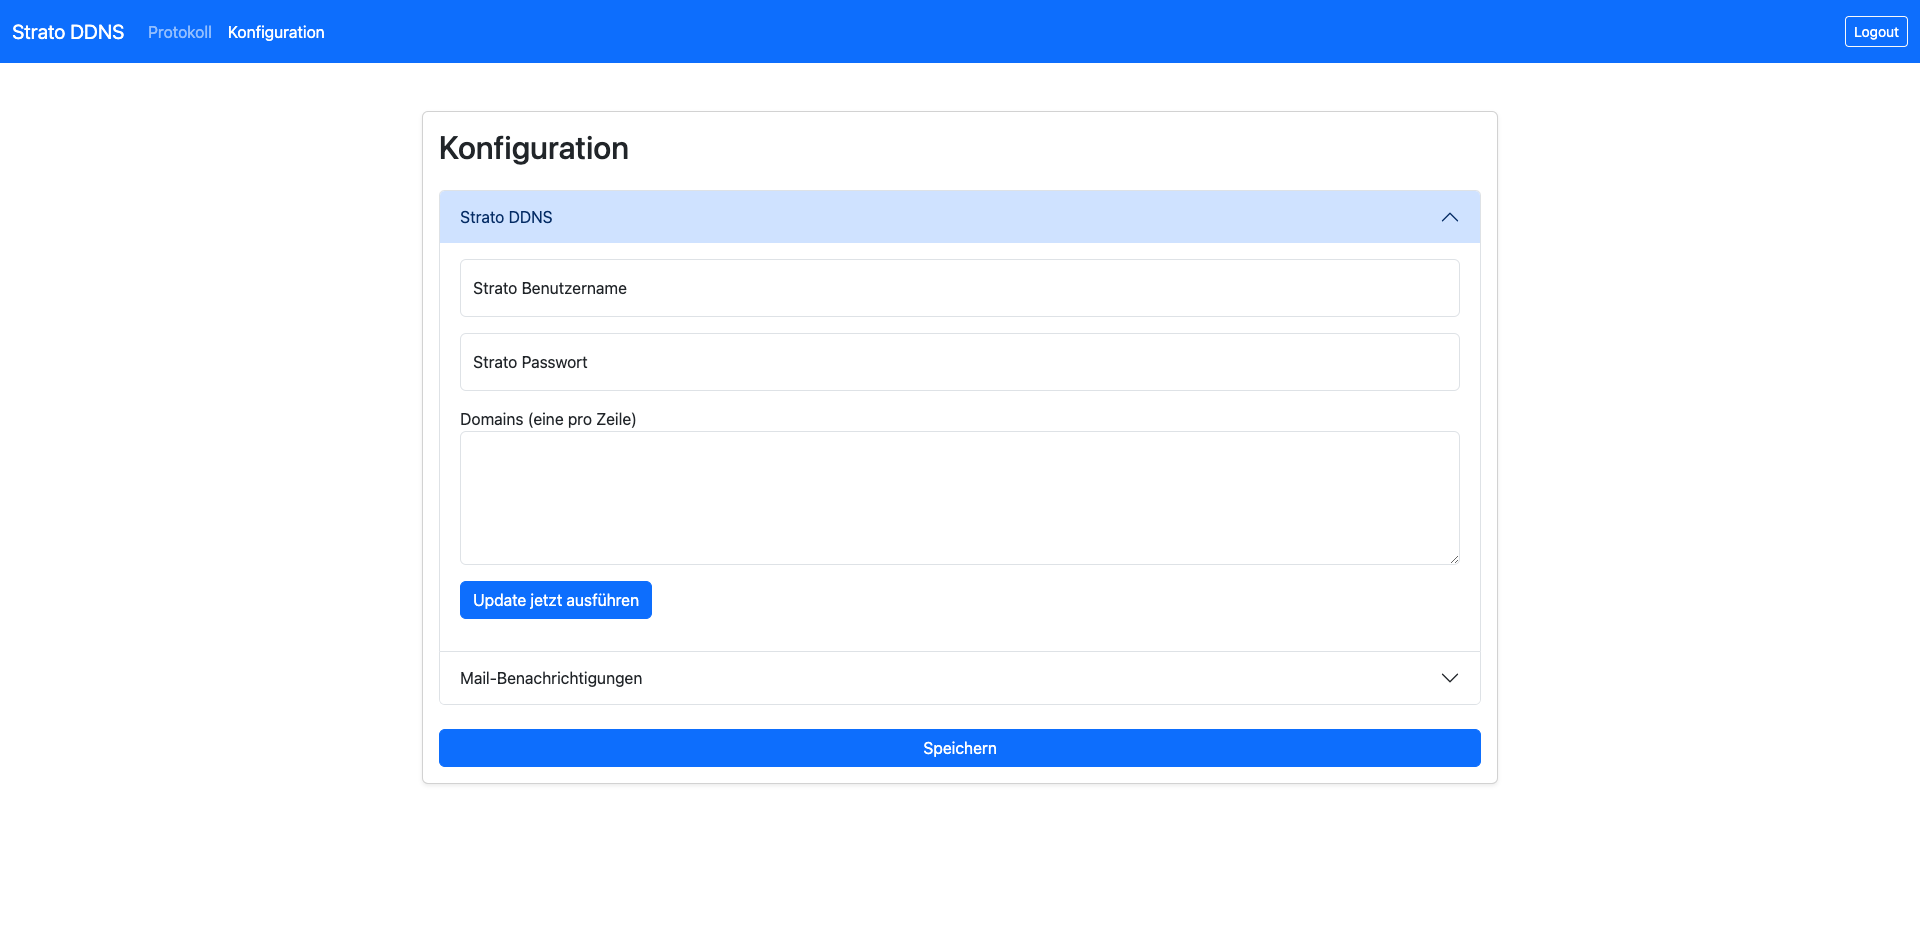 Strato DDNS Protokoll Konfiguration Logout
Konfiguration
Strato DDNS
Strato Benutzername
Strato Passwort
Domains (eine pro Zeile)
Update jetzt ausführen
Mail-Benachrichtigungen
Speichern